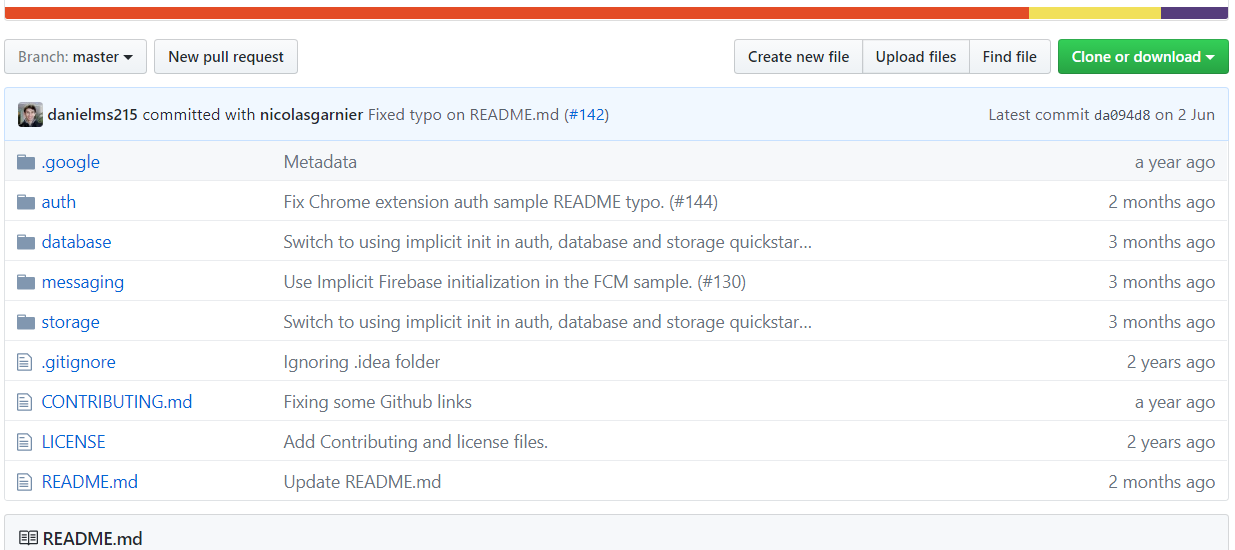 Branch: master New pull request Create new file Upload files Find file Clone or download
danielms215 committed with nicolasgarnier Fixed typo on README.md (#142) Latest commit da094d8 on 2 Jun
.google Metadata a year ago
auth Fix Chrome extension auth sample README typo. (#144) 2 months ago
database Switch to using implicit init in auth, database and storage quickstar… 3 months ago
messaging Use Implicit Firebase initialization in the FCM sample. (#130) 3 months ago
storage Switch to using implicit init in auth, database and storage quickstar… 3 months ago
.gitignore Ignoring .idea folder 2 years ago
CONTRIBUTING.md Fixing some Github links a year ago
LICENSE Add Contributing and license files. 2 years ago
README.md Update README.md 2 months ago
README.md